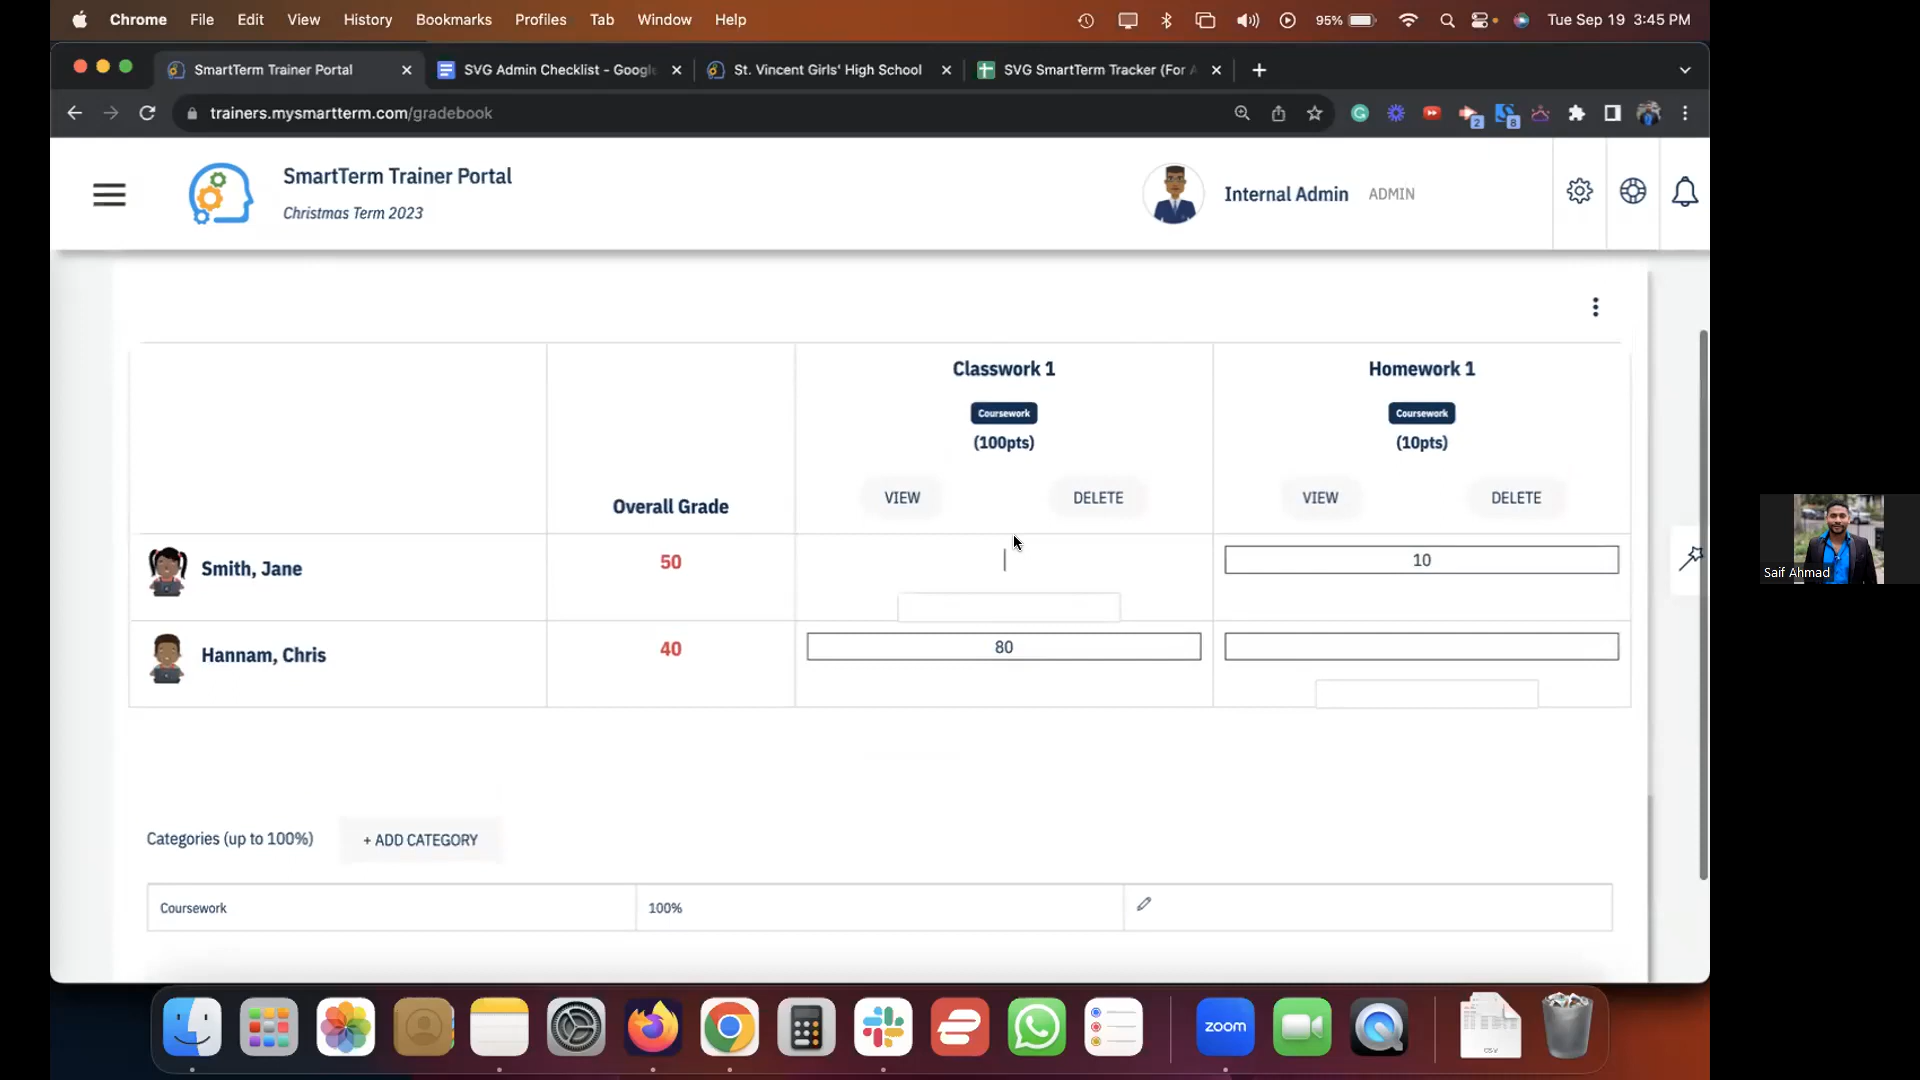 Chrome File Edit View History Bookmarks Profiles Tab Window Help 95% Tue Sep 19 3:45 PM
SmartTerm Trainer Portal SVG Admin Checklist - Googl St. Vincent Girls' High School SVG SmartTerm Tracker (For A
trainers.mysmartterm.com/gradebook 2 8
SmartTerm Trainer Portal
Christmas Term 2023
Internal Admin ADMIN
Classwork 1 Homework 1
Coursework Coursework
(100pts) (10pts)
Overall Grade VIEW DELETE VIEW DELETE
Smith, Jane 50 10
Hannam, Chris 40 80
Categories (up to 100%) + ADD CATEGORY
Coursework 100%
Saif Ahmad
zoom
CSV